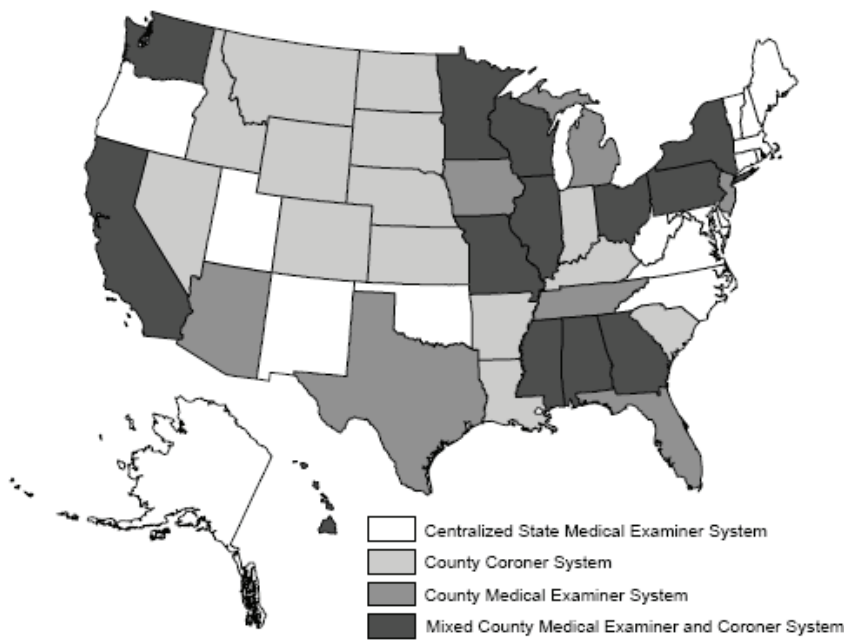 Centralized State Medical Examiner System
County Coroner System
County Medical Examiner System
Mixed County Medical Examiner and Coroner System